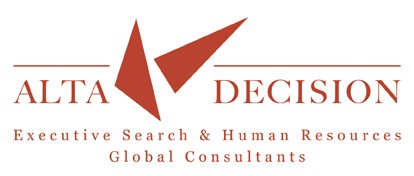 ALTA DECISION
Executive Search & Human Resources
Global Consultants